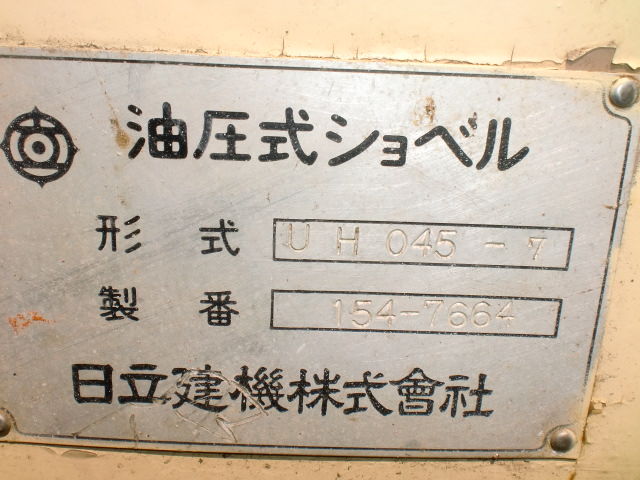 油圧式ショベル
形式 UH045-7
製番 154-7664
日立建機株式會社